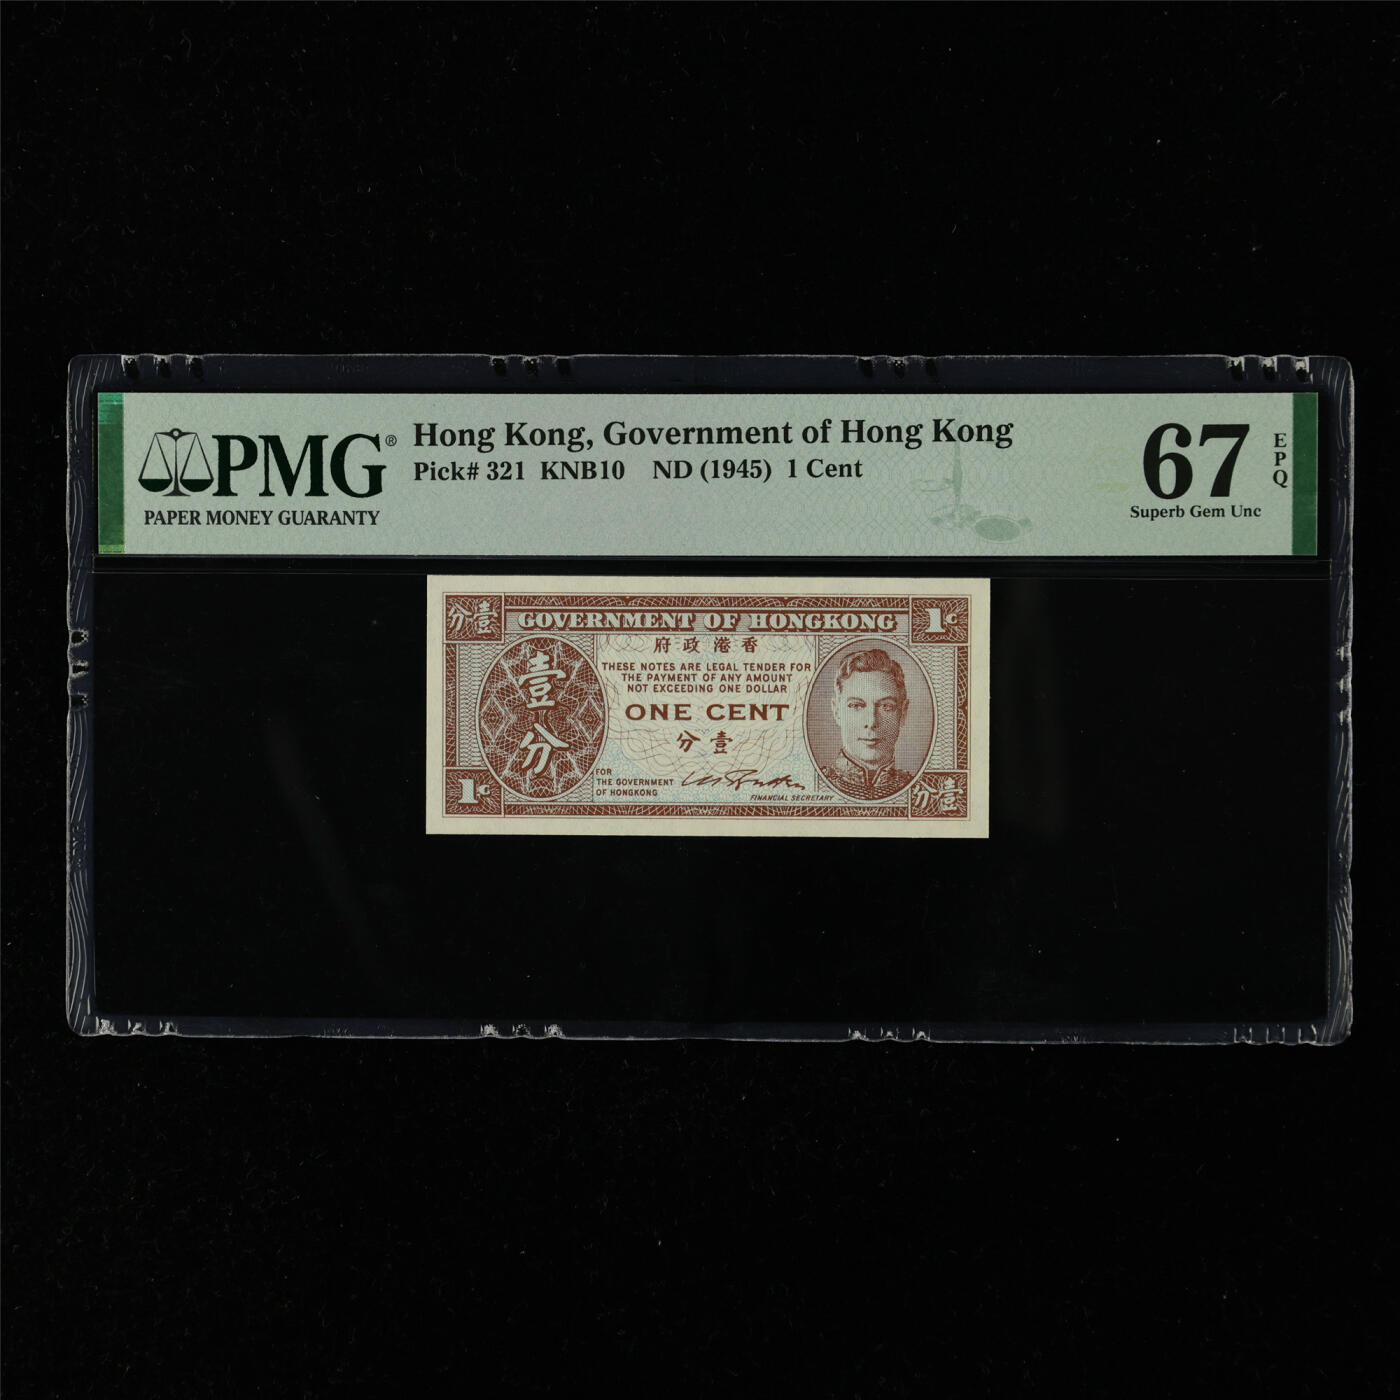 PMG®
PAPER MONEY GUARANTY
Hong Kong, Government of Hong Kong
Pick# 321 KNB10 ND (1945) 1 Cent
67
EPQ
Superb Gem Unc
分壹
GOVERNMENT OF HONGKONG
1c
府政港香
THESE NOTES ARE LEGAL TENDER FOR
THE PAYMENT OF ANY AMOUNT
NOT EXCEEDING ONE DOLLAR
壹分
ONE CENT
分壹
FOR
THE GOVERNMENT
OF HONGKONG
FINANCIAL SECRETARY
1c
分壹